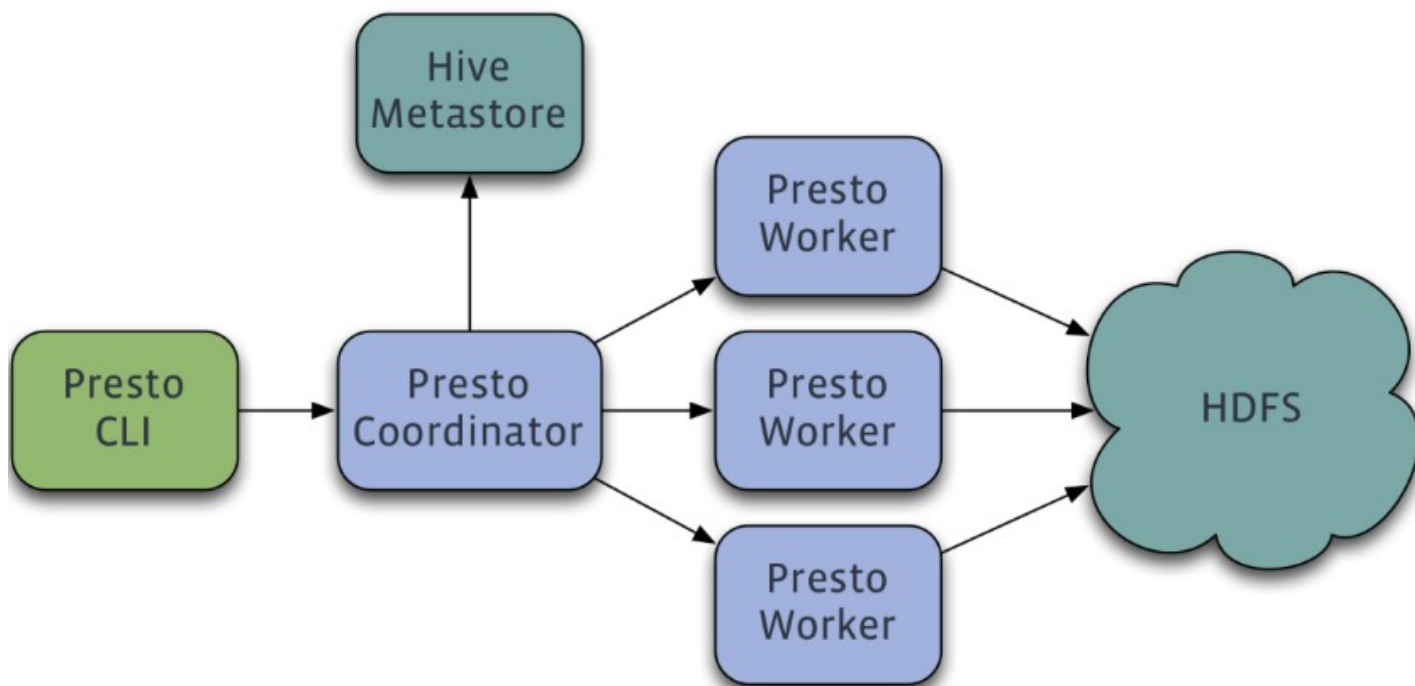 Hive
Metastore
Presto
Worker
Presto
CLI
Presto
Coordinator
Presto
Worker
HDFS
Presto
Worker